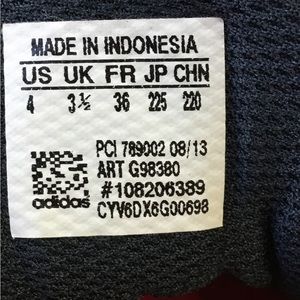 MADE IN INDONESIA
US UK FR JP CHN
4 3½ 36 225 220
PCI 789002 08/13
ART G98380
#108206389
adidas CYV6DX6G00698